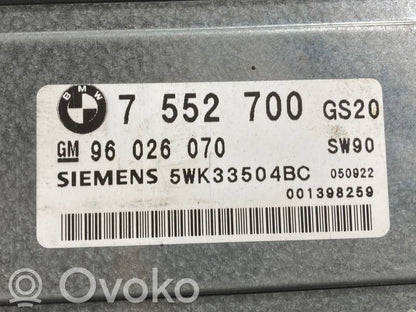 BMW 7 552 700 GS20
GM 96 026 070 SW90
SIEMENS 5WK33504BC 050922
001398259
OVOKO